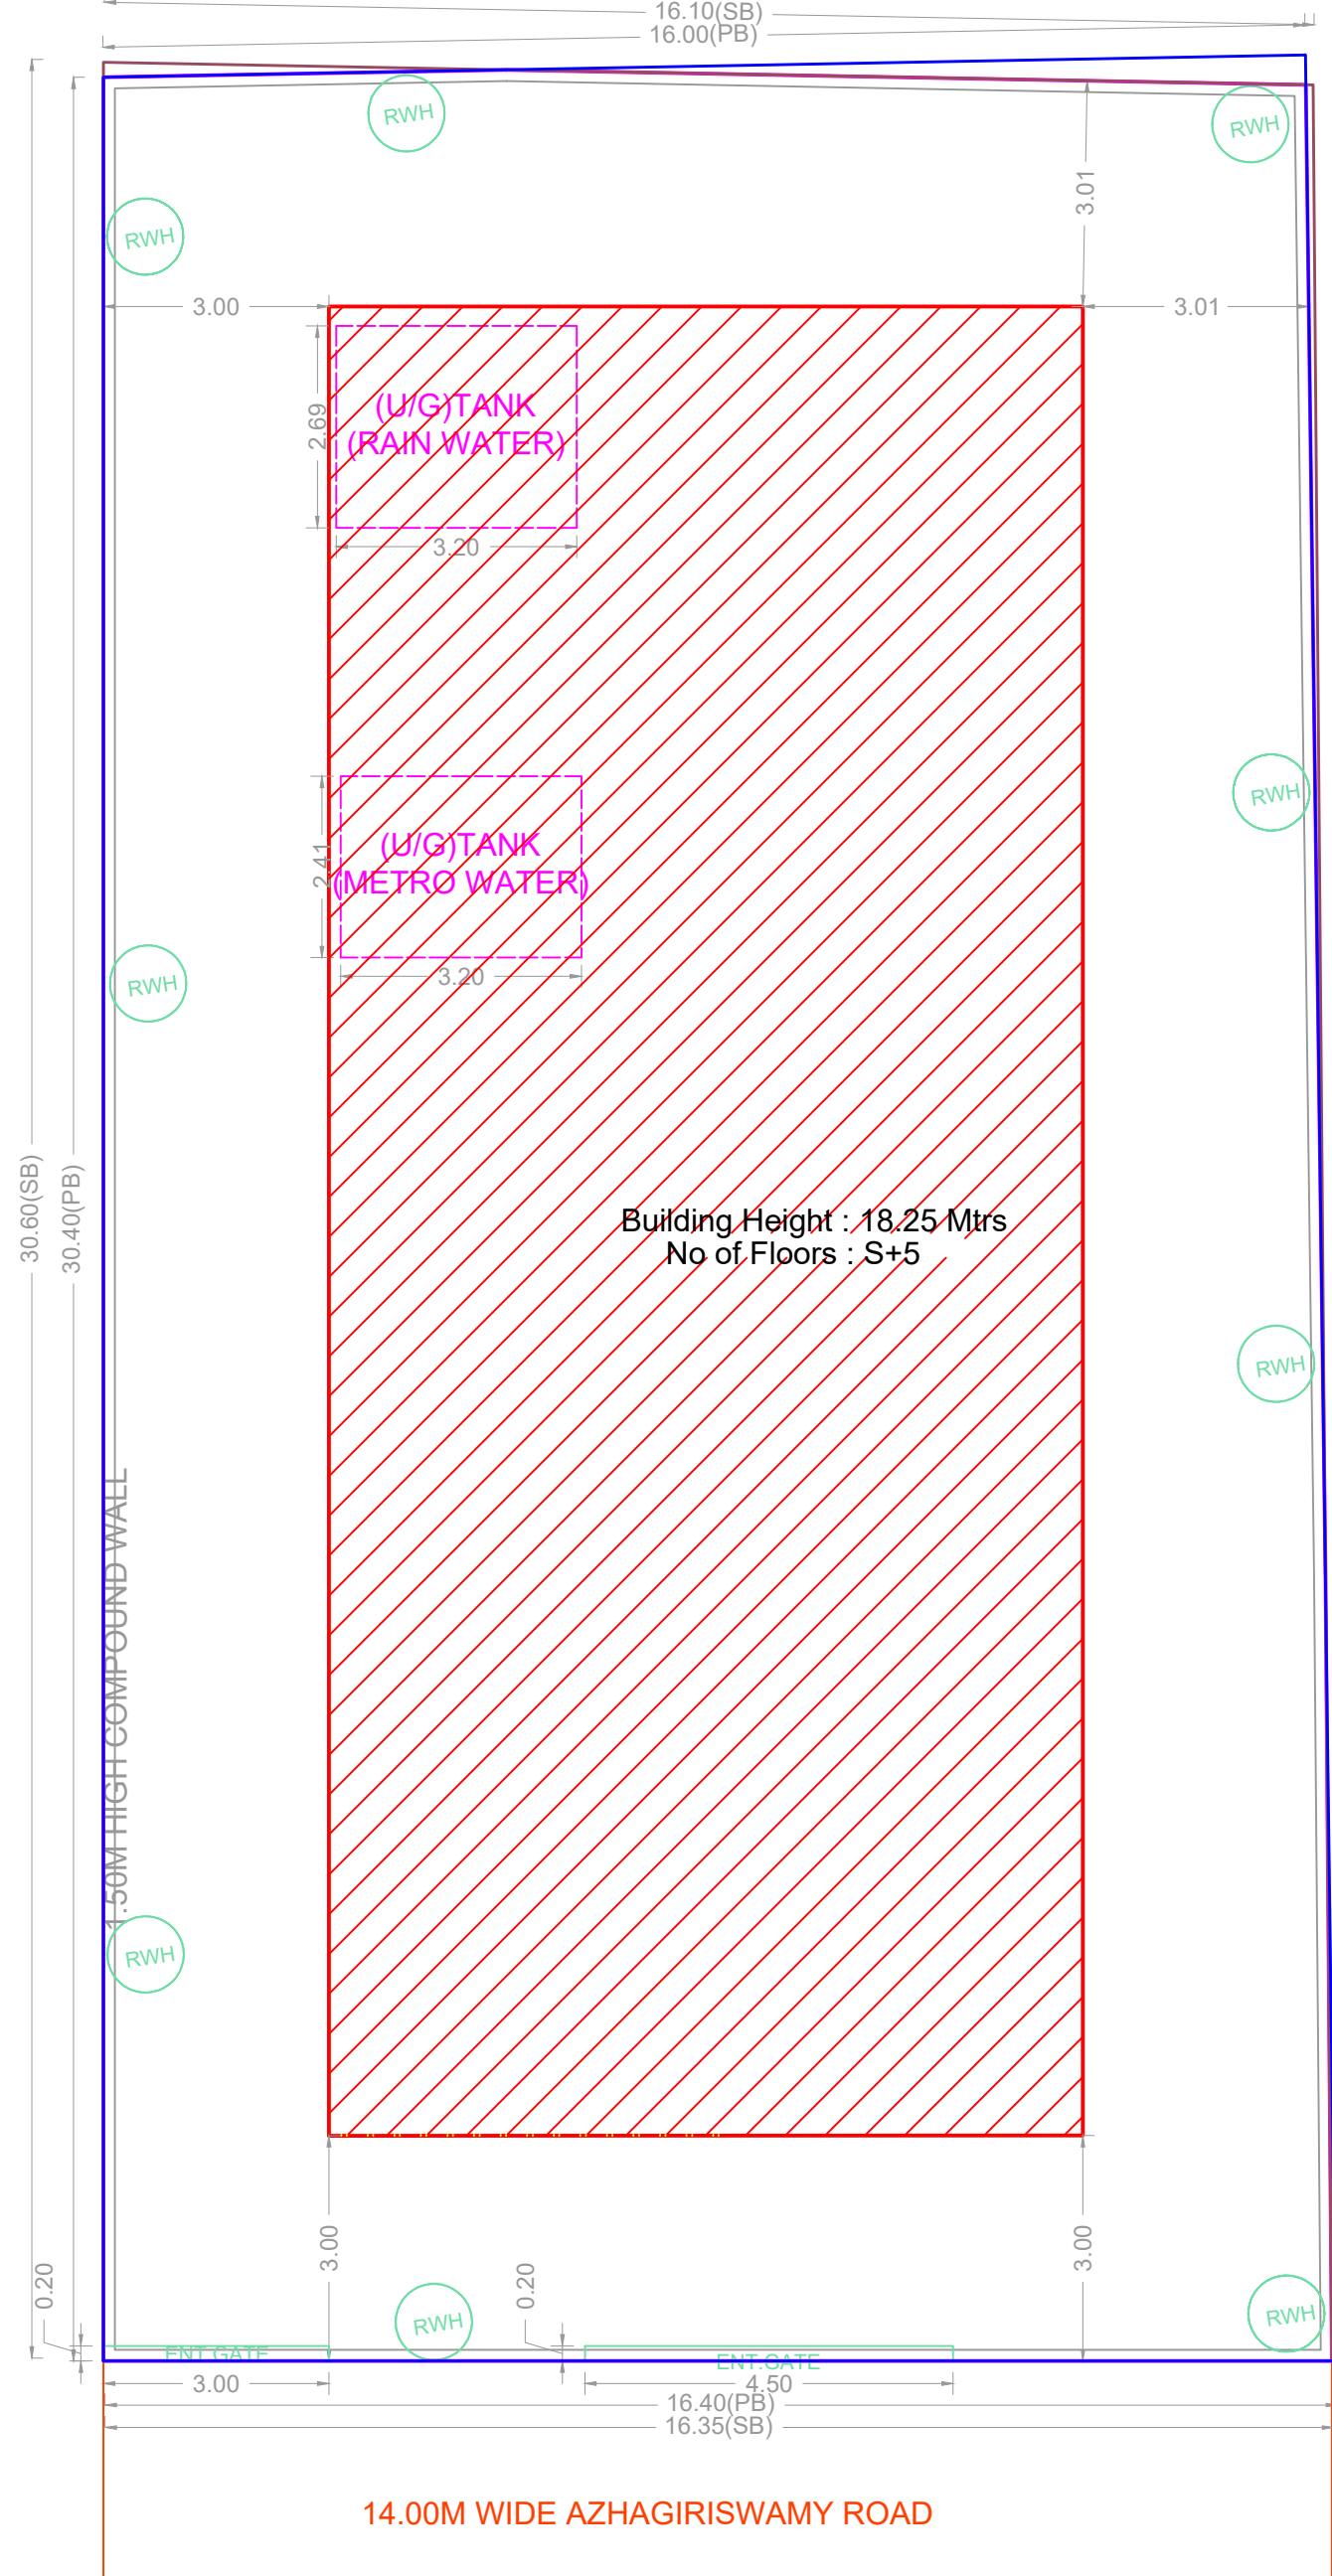 16.10(SB)
16.00(PB)
RWH
RWH
3.01
RWH
3.00
3.01
2.69
(U/G)TANK
(RAIN WATER)
3.20
RWH
2.41
(U/G)TANK
(METRO WATER)
3.20
RWH
30.60(SB)
30.40(PB)
Building Height : 18.25 Mtrs
No of Floors : S+5
RWH
1.50M HIGH COMPOUND WALL
RWH
3.00
3.00
0.20
0.20
RWH
RWH
ENT.GATE
ENT.GATE
3.00
4.50
16.40(PB)
16.35(SB)
14.00M WIDE AZHAGIRISWAMY ROAD